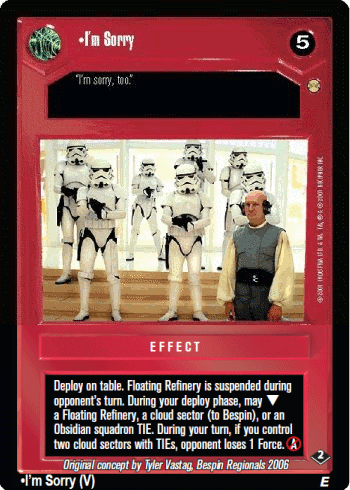 •I'm Sorry
5
"I'm sorry, too."
EFFECT
Deploy on table. Floating Refinery is suspended during
opponent's turn. During your deploy phase, may ▼
a Floating Refinery, a cloud sector (to Bespin), or an
Obsidian squadron TIE. During your turn, if you control
two cloud sectors with TIEs, opponent loses 1 Force. A
2
Original concept by Tyler Vastag, Bespin Regionals 2006
•I'm Sorry (V)
E